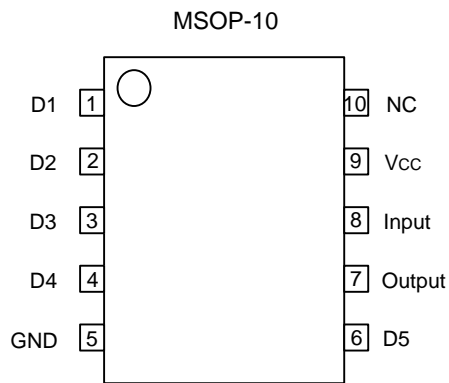 MSOP-10
D1 1 10 NC
D2 2 9 Vcc
D3 3 8 Input
D4 4 7 Output
GND 5 6 D5